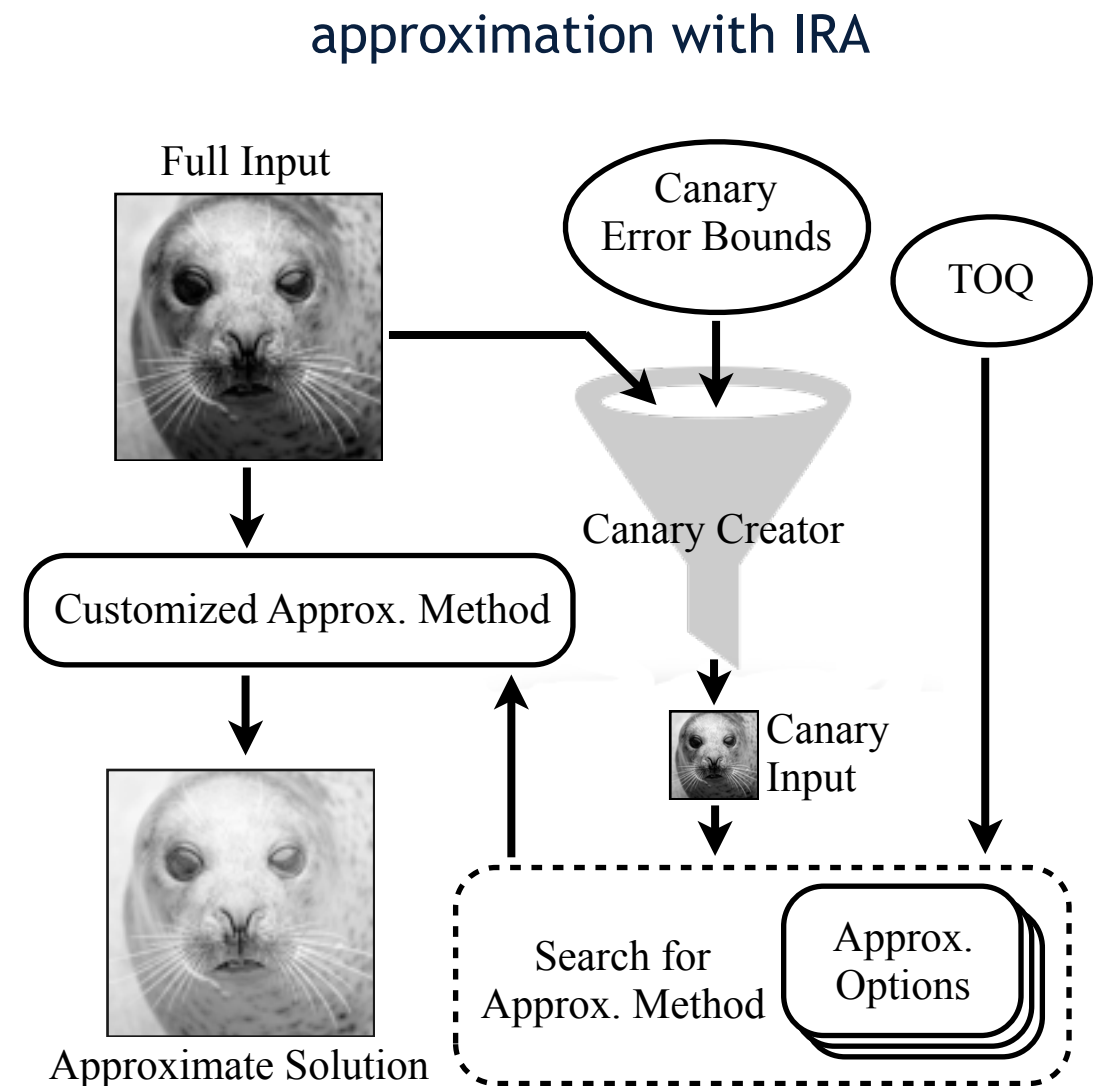 approximation with IRA
Full Input
Canary
Error Bounds
TOQ
Canary Creator
Customized Approx. Method
Canary
Input
Search for
Approx. Method
Approx.
Options
Approximate Solution